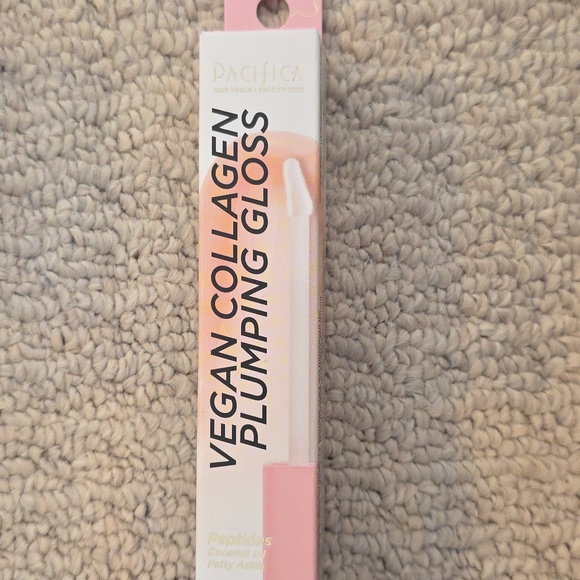 PACIFICA
100% VEGAN + CRUELTY-FREE
VEGAN COLLAGEN
PLUMPING GLOSS
Peptides
Coconut oil
Fatty Acids